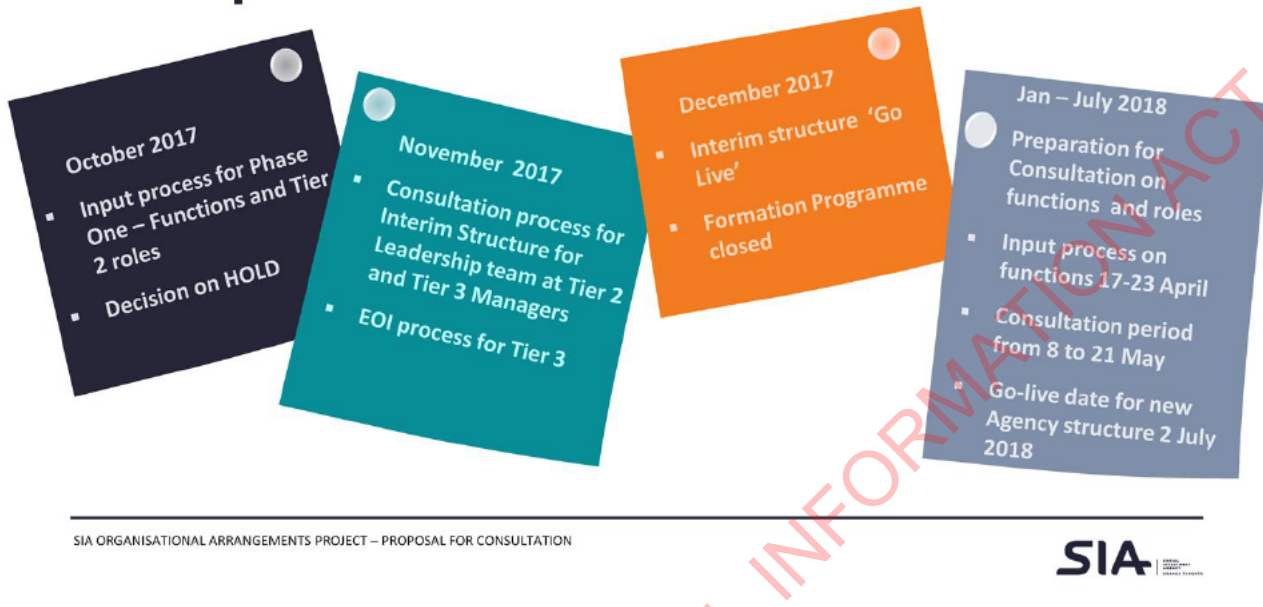 October 2017
▪ Input process for Phase
One – Functions and Tier
2 roles
▪ Decision on HOLD
November 2017
▪ Consultation process for
Interim Structure for
Leadership team at Tier 2
and Tier 3 Managers
▪ EOI process for Tier 3
December 2017
▪ Interim structure ‘Go
Live’
▪ Formation Programme
closed
Jan – July 2018
Preparation for
Consultation on
functions and roles
▪ Input process on
functions 17-23 April
▪ Consultation period
from 8 to 21 May
▪ Go-live date for new
Agency structure 2 July
2018
INFORMATION ACT
SIA ORGANISATIONAL ARRANGEMENTS PROJECT – PROPOSAL FOR CONSULTATION
SIA